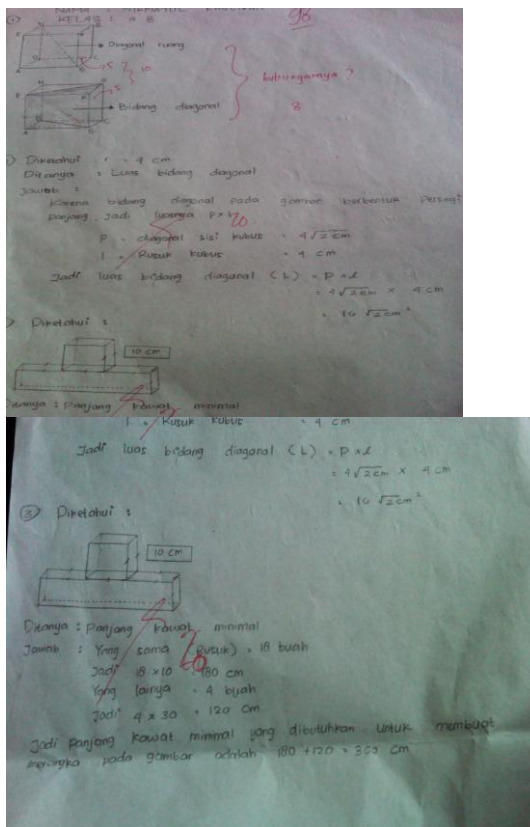 KELAS : A B
98
Diagonal ruang
10
Bidang diagonal
hubungannya ?
8
Diketahui r = 4 cm
Ditanya : Luas bidang diagonal
Jawab :
Karena bidang diagonal pada gambar berbentuk Persegi
panjang. Jadi luasnya p x l
20
P = diagonal sisi kubus = 4√2 cm
l = Rusuk kubus = 4 cm
Jadi luas bidang diagonal (L) = P x l
= 4√2 cm x 4 cm
= 16 √2 cm²
Diketahui :
10 cm
Ditanya : Panjang kawat minimal
l = Rusuk kubus = 4 cm
Jadi luas bidang diagonal (L) = P x l
= 4√2 cm x 4 cm
= 16 √2 cm²
③ Diketahui :
10 cm
Ditanya : Panjang kawat minimal
Jawab : Yang sama (Rusuk) = 18 buah
Jadi 18 x 10 = 180 cm
Yang lainya = 4 buah
Jadi 4 x 30 = 120 cm
Jadi Panjang kawat minimal yang dibutuhkan untuk membuat
pada gambar adalah 180 + 120 = 300 cm